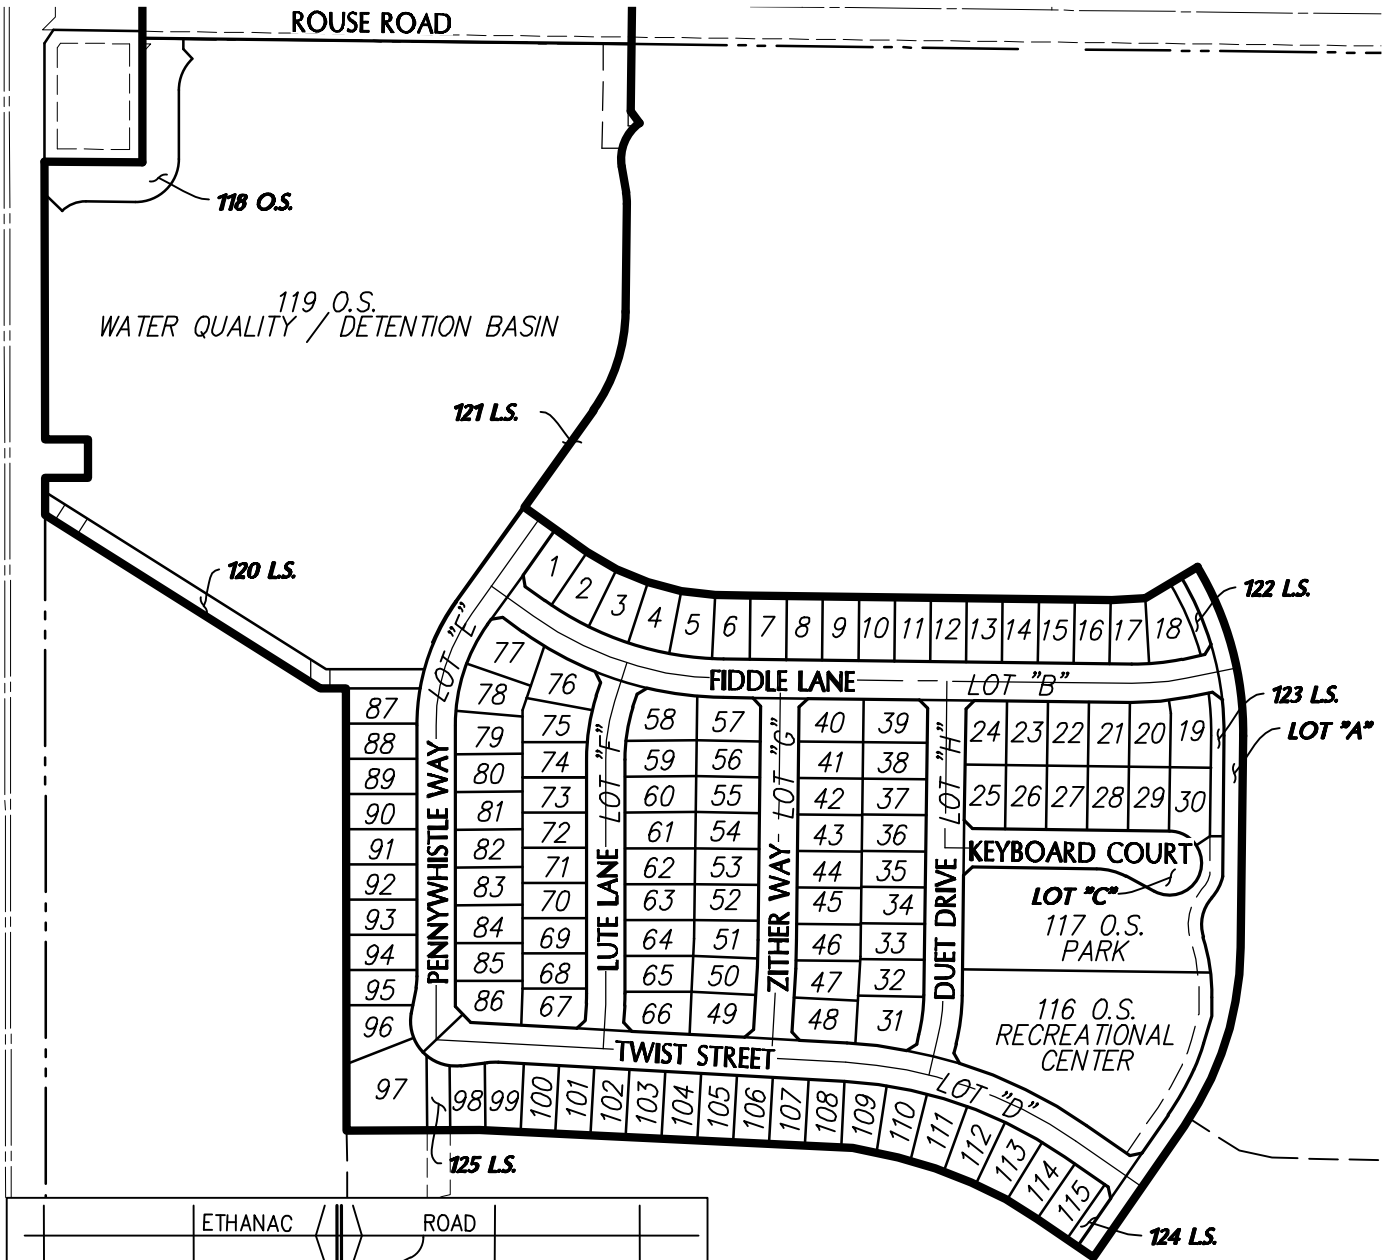 ROUSE ROAD
118 O.S.
119 O.S.
WATER QUALITY / DETENTION BASIN
121 L.S.
120 L.S.
122 L.S.
123 L.S.
LOT "A"
1 2 3 4 5 6 7 8 9 10 11 12 13 14 15 16 17 18
FIDDLE LANE
LOT "B"
LOT "E"
PENNYWHISTLE WAY
LOT "F"
LUTE LANE
LOT "G"
ZITHER WAY
LOT "H"
DUET DRIVE
87
88
89
90
91
92
93
94
95
96
97
77
78
79
80
81
82
83
84
85
86
76
75
74
73
72
71
70
69
68
67
58
59
60
61
62
63
64
65
66
57
56
55
54
53
52
51
50
49
40
41
42
43
44
45
46
47
48
39
38
37
36
35
34
33
32
31
24 23 22 21 20 19
25 26 27 28 29 30
KEYBOARD COURT
LOT "C"
117 O.S.
PARK
116 O.S.
RECREATIONAL
CENTER
TWIST STREET
LOT "D"
98 99 100 101 102 103 104 105 106 107 108 109 110 111 112 113 114 115
125 L.S.
124 L.S.
ETHANAC ROAD